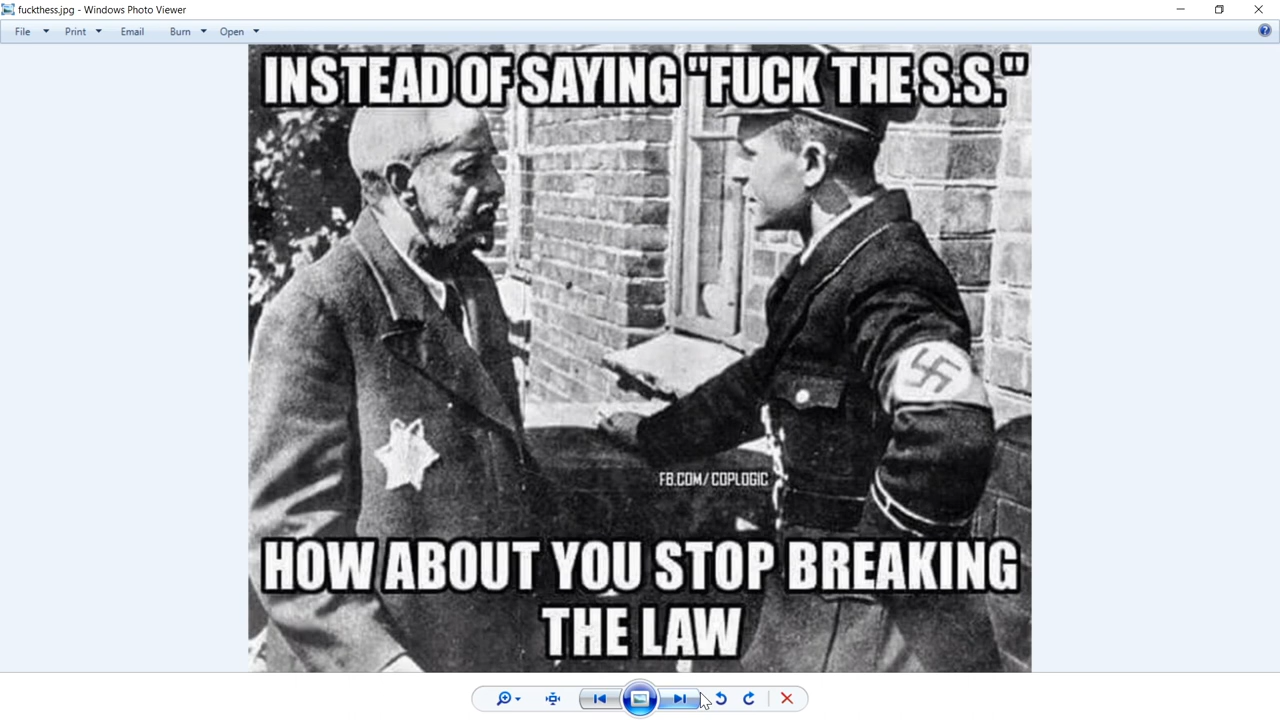 fuckthess.jpg - Windows Photo Viewer
File Print Email Burn Open
INSTEAD OF SAYING "FUCK THE S.S."
FB.COM/COPLOGIC
HOW ABOUT YOU STOP BREAKING
THE LAW